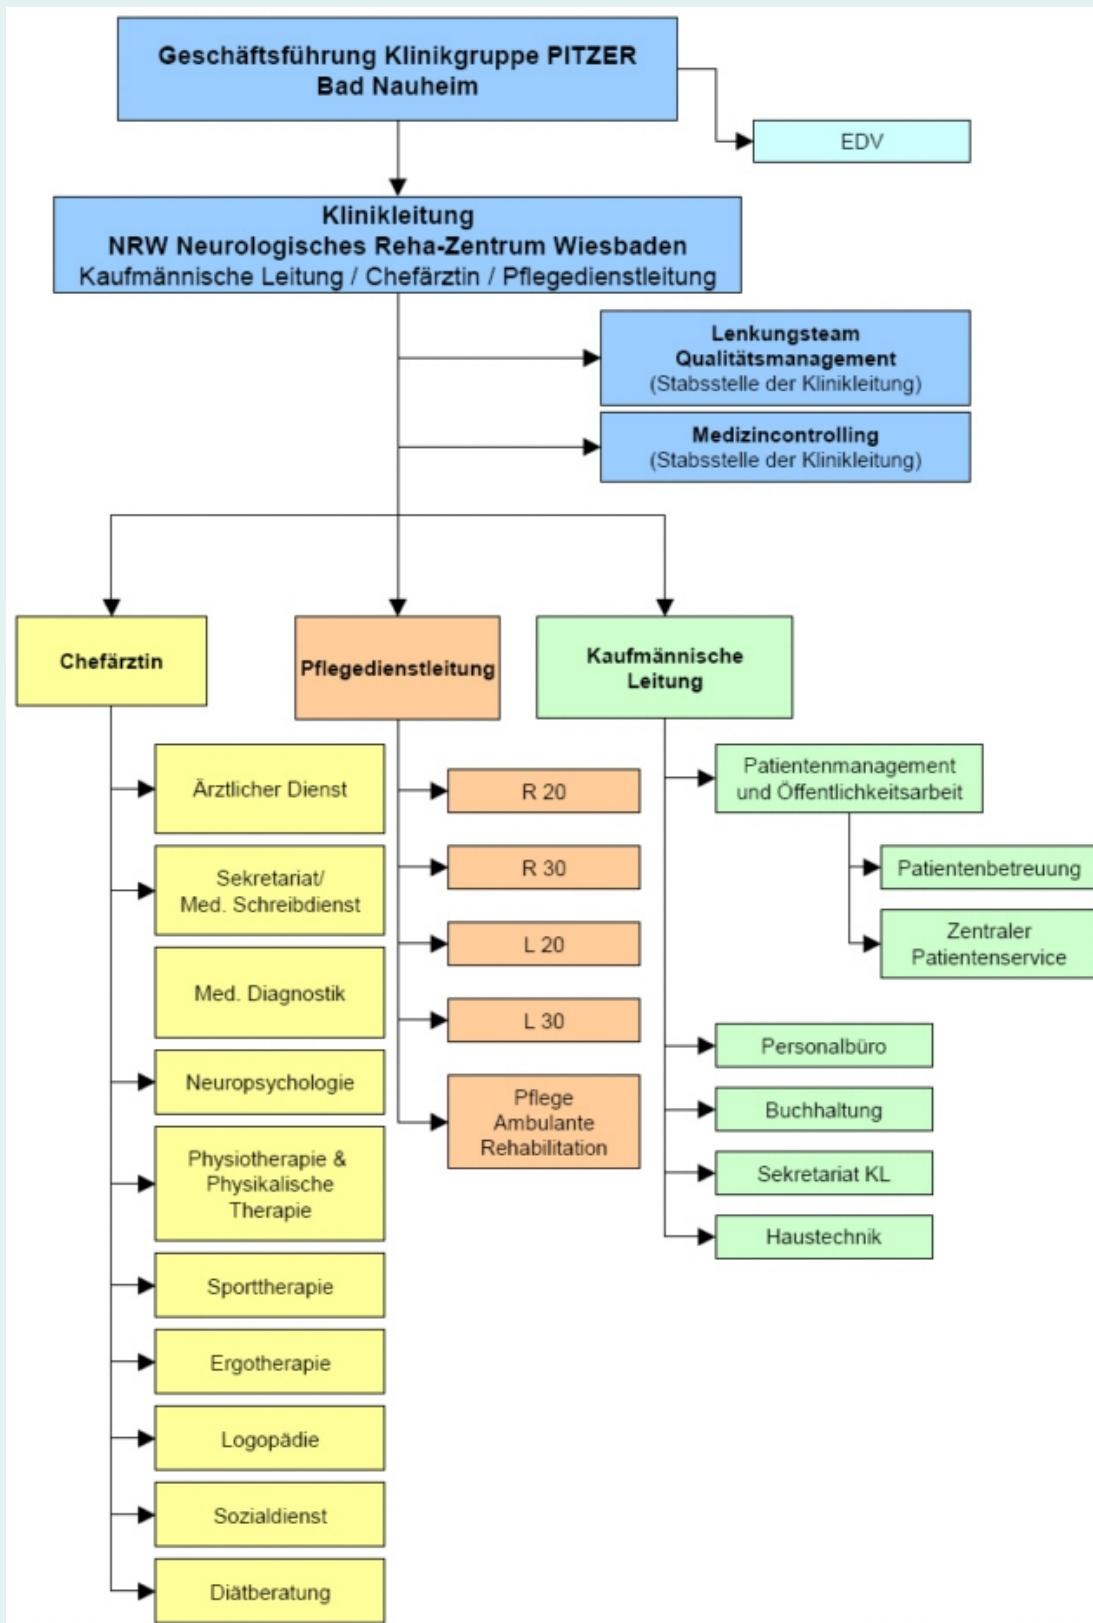 Geschäftsführung Klinikgruppe PITZER
Bad Nauheim
EDV
Klinikleitung
NRW Neurologisches Reha-Zentrum Wiesbaden
Kaufmännische Leitung / Chefärztin / Pflegedienstleitung
Lenkungsteam
Qualitätsmanagement
(Stabsstelle der Klinikleitung)
Medizincontrolling
(Stabsstelle der Klinikleitung)
Chefärztin
Ärztlicher Dienst
Sekretariat/
Med. Schreibdienst
Med. Diagnostik
Neuropsychologie
Physiotherapie &
Physikalische
Therapie
Sporttherapie
Ergotherapie
Logopädie
Sozialdienst
Diätberatung
Pflegedienstleitung
R 20
R 30
L 20
L 30
Pflege
Ambulante
Rehabilitation
Kaufmännische
Leitung
Patientenmanagement
und Öffentlichkeitsarbeit
Patientenbetreuung
Zentraler
Patientenservice
Personalbüro
Buchhaltung
Sekretariat KL
Haustechnik